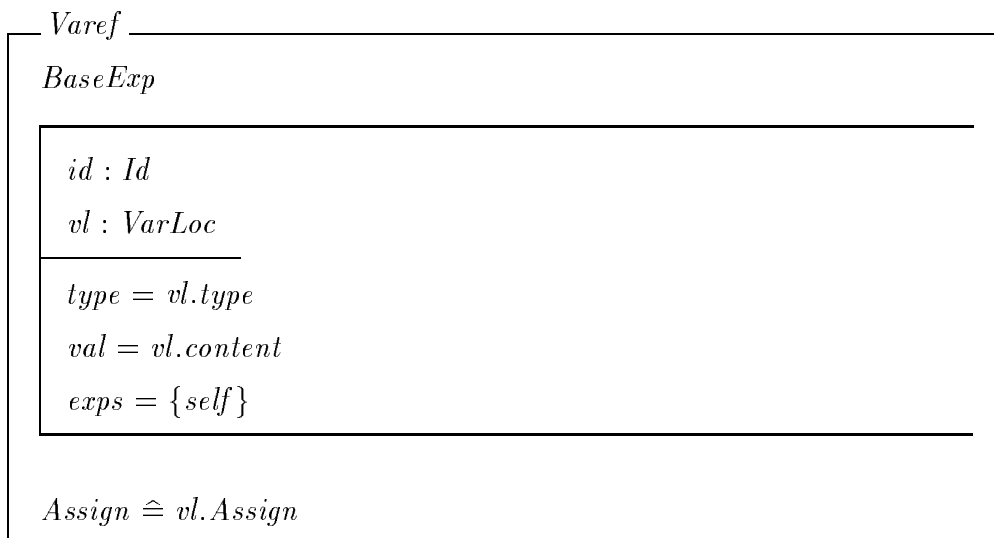 Varef
BaseExp
id : Id
vl : VarLoc
type = vl.type
val = vl.content
exps = {self}
Assign ≙ vl.Assign